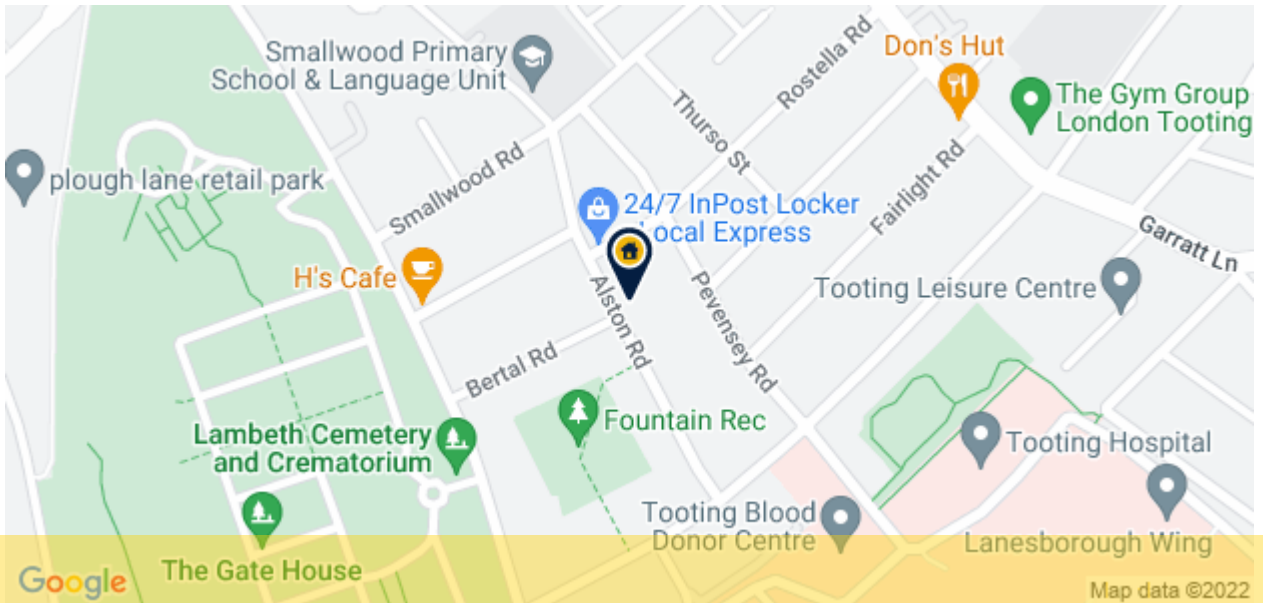 Smallwood Primary
School & Language Unit
Rostella Rd
Don's Hut
The Gym Group
London Tooting
Thurso St
plough lane retail park
Smallwood Rd
Fairlight Rd
24/7 InPost Locker
Local Express
Garratt Ln
H's Cafe
Alston Rd
Pevensey Rd
Tooting Leisure Centre
Bertal Rd
Fountain Rec
Lambeth Cemetery
and Crematorium
Tooting Hospital
Tooting Blood
Donor Centre
Lanesborough Wing
The Gate House
Google
Map data ©2022